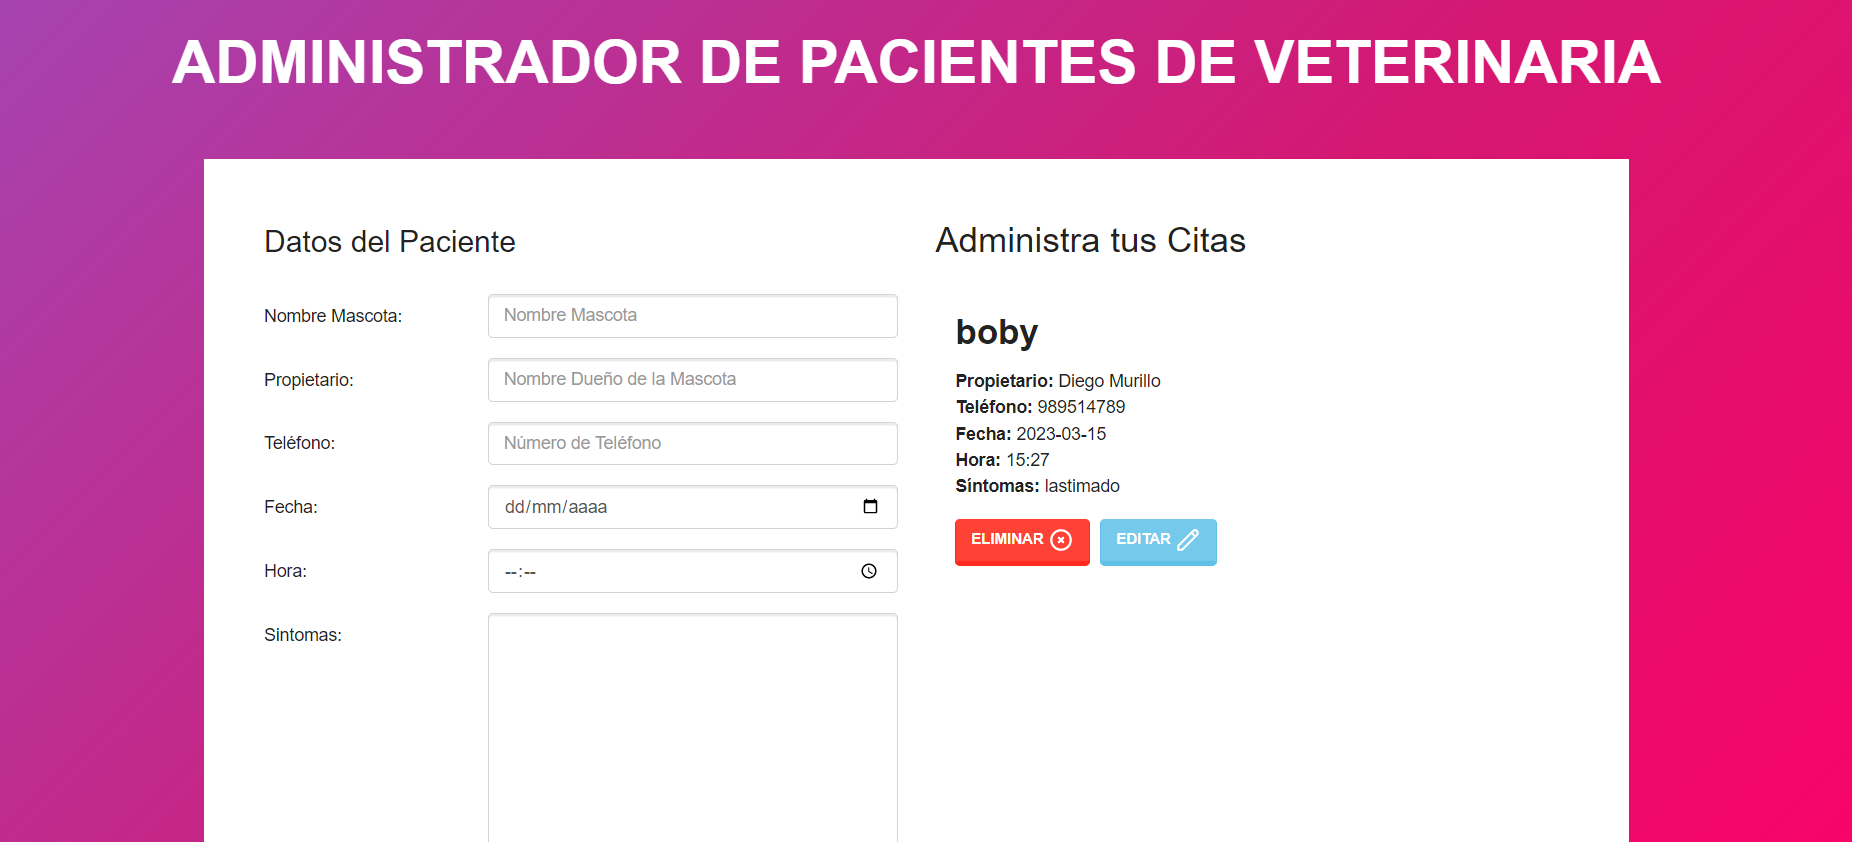 ADMINISTRADOR DE PACIENTES DE VETERINARIA
Datos del Paciente
Nombre Mascota:
Nombre Mascota
Propietario:
Nombre Dueño de la Mascota
Teléfono:
Número de Teléfono
Fecha:
dd/mm/aaaa
Hora:
--:--
Sintomas:
Administra tus Citas
boby
Propietario: Diego Murillo
Teléfono: 989514789
Fecha: 2023-03-15
Hora: 15:27
Síntomas: lastimado
ELIMINAR
EDITAR